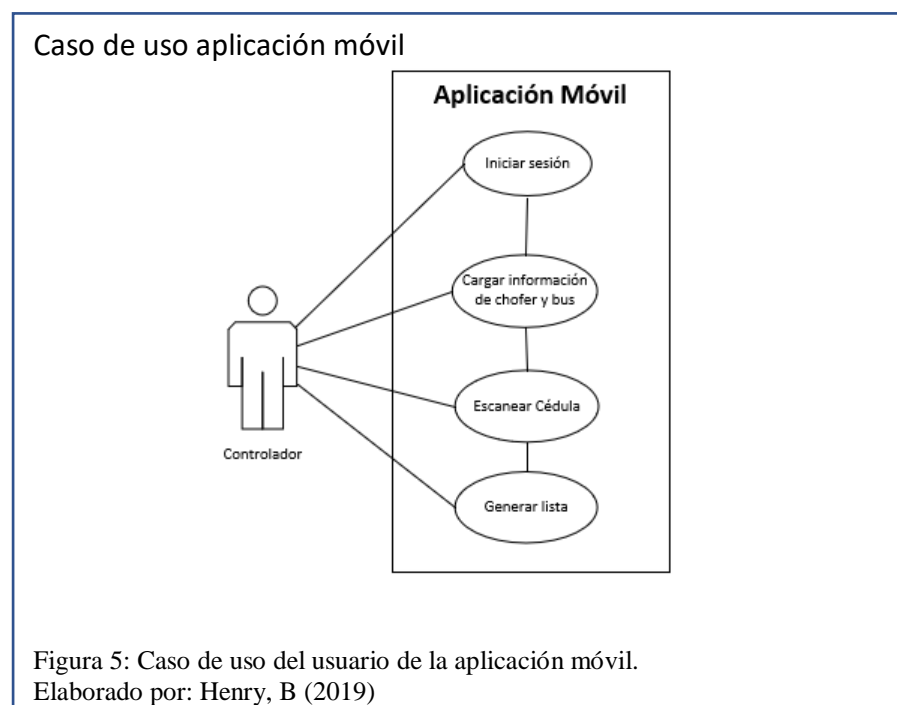 Caso de uso aplicación móvil
Aplicación Móvil
Iniciar sesión
Cargar información
de chofer y bus
Escanear Cédula
Generar lista
Controlador
Figura 5: Caso de uso del usuario de la aplicación móvil.
Elaborado por: Henry, B (2019)